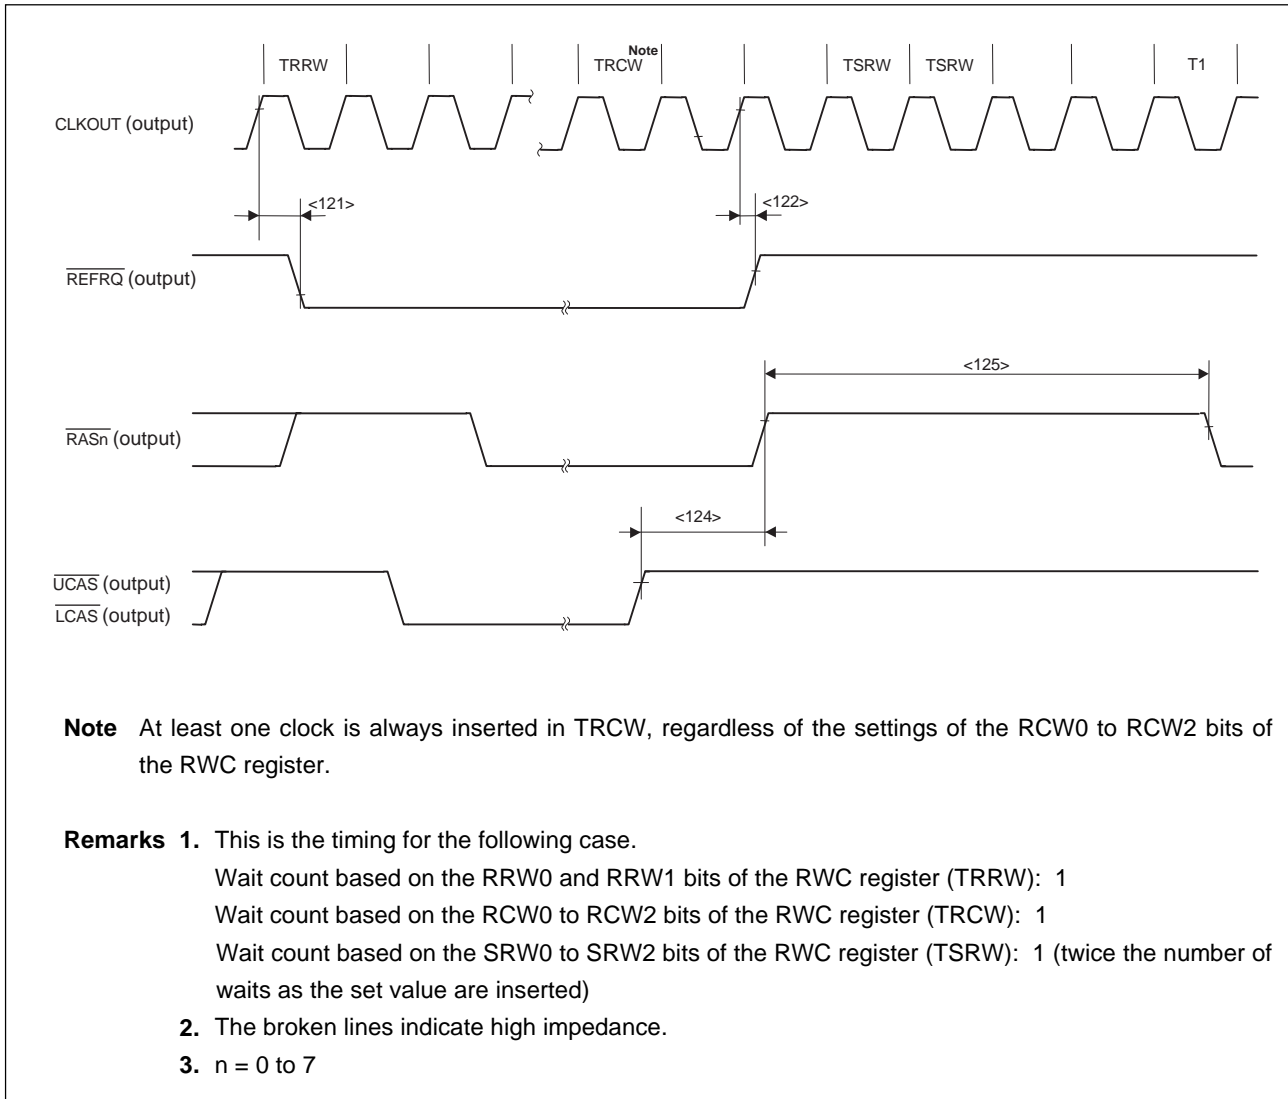 Note
TRRW TRCW TSRW TSRW T1
CLKOUT (output)
<121> <122>
REFRQ (output)
<125>
RASn (output)
<124>
UCAS (output)
LCAS (output)
Note At least one clock is always inserted in TRCW, regardless of the settings of the RCW0 to RCW2 bits of
the RWC register.
Remarks 1. This is the timing for the following case.
Wait count based on the RRW0 and RRW1 bits of the RWC register (TRRW): 1
Wait count based on the RCW0 to RCW2 bits of the RWC register (TRCW): 1
Wait count based on the SRW0 to SRW2 bits of the RWC register (TSRW): 1 (twice the number of
waits as the set value are inserted)
2. The broken lines indicate high impedance.
3. n = 0 to 7